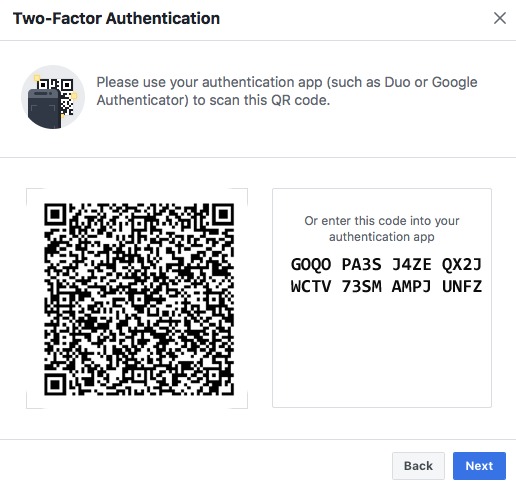 Two-Factor Authentication
Please use your authentication app (such as Duo or Google
Authenticator) to scan this QR code.
Or enter this code into your
authentication app
GOQO PA3S J4ZE QX2J
WCTV 73SM AMPJ UNFZ
Back
Next